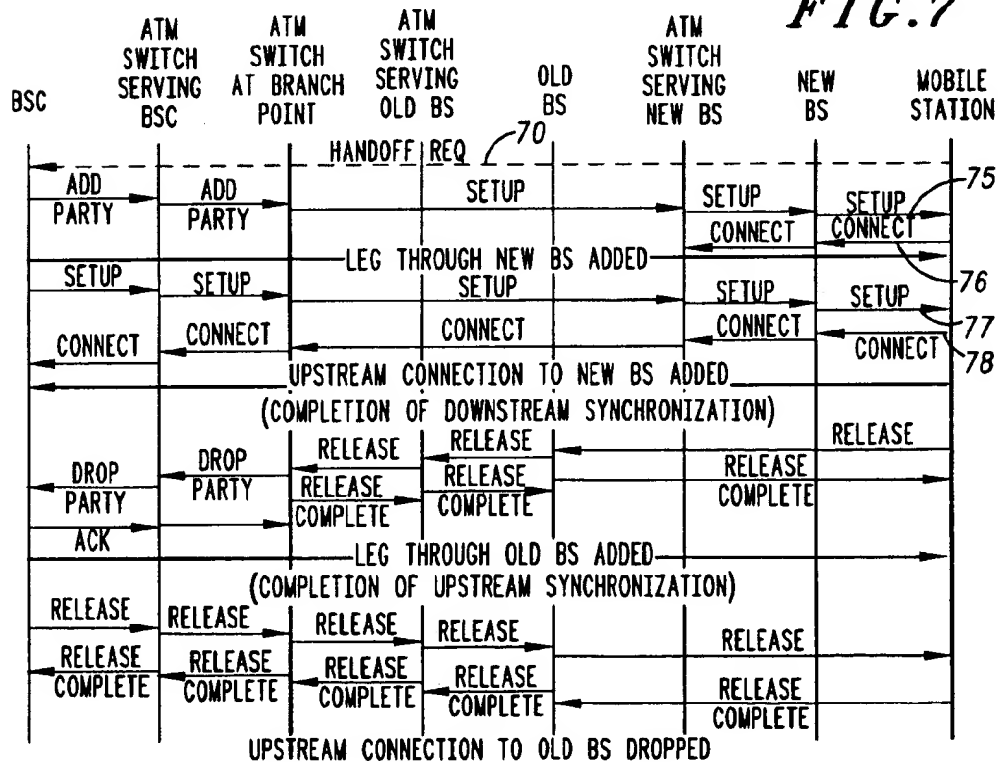 FIG.7
BSC
ATM
SWITCH
SERVING
BSC
ATM
SWITCH
AT BRANCH
POINT
ATM
SWITCH
SERVING
OLD BS
OLD
BS
ATM
SWITCH
SERVING
NEW BS
NEW
BS
MOBILE
STATION
HANDOFF REQ
70
ADD
PARTY
ADD
PARTY
SETUP
SETUP
SETUP
75
CONNECT
CONNECT
76
LEG THROUGH NEW BS ADDED
SETUP
SETUP
SETUP
SETUP
SETUP
77
CONNECT
CONNECT
CONNECT
CONNECT
CONNECT
78
UPSTREAM CONNECTION TO NEW BS ADDED
(COMPLETION OF DOWNSTREAM SYNCHRONIZATION)
RELEASE
RELEASE
RELEASE
DROP
PARTY
DROP
PARTY
RELEASE
COMPLETE
RELEASE
COMPLETE
RELEASE
COMPLETE
ACK
LEG THROUGH OLD BS ADDED
(COMPLETION OF UPSTREAM SYNCHRONIZATION)
RELEASE
RELEASE
RELEASE
RELEASE
RELEASE
COMPLETE
RELEASE
COMPLETE
RELEASE
COMPLETE
RELEASE
COMPLETE
RELEASE
COMPLETE
UPSTREAM CONNECTION TO OLD BS DROPPED